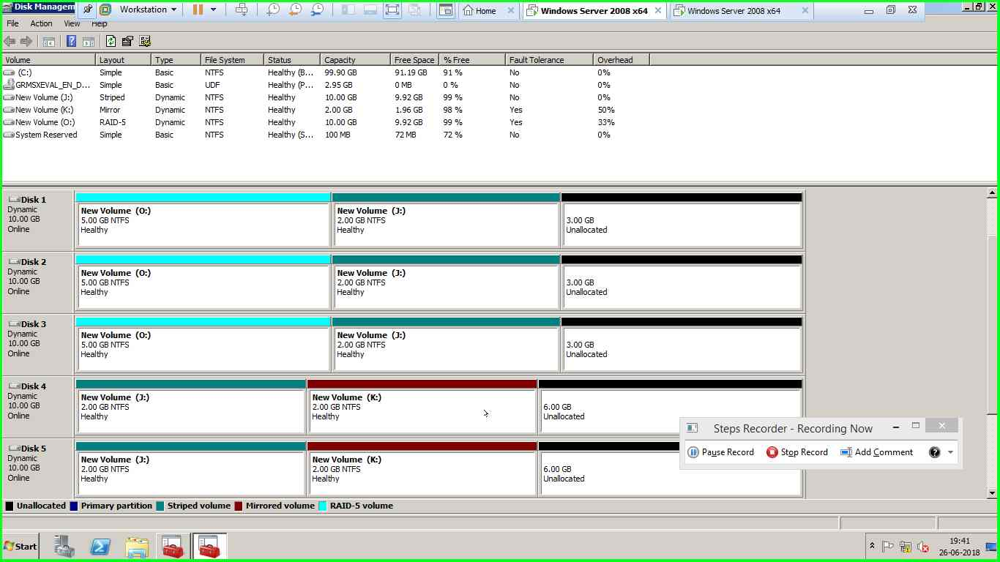 Disk Managem Workstation Home Windows Server 2008 x64 Windows Server 2008 x64
File Action View Help
Volume Layout Type File System Status Capacity Free Space % Free Fault Tolerance Overhead
(C:) Simple Basic NTFS Healthy (B... 99.90 GB 91.19 GB 91 % No 0%
GRMSXEVAL_EN_D... Simple Basic UDF Healthy (P... 2.95 GB 0 MB 0 % No 0%
New Volume (J:) Striped Dynamic NTFS Healthy 10.00 GB 9.92 GB 99 % No 0%
New Volume (K:) Mirror Dynamic NTFS Healthy 2.00 GB 1.96 GB 98 % Yes 50%
New Volume (O:) RAID-5 Dynamic NTFS Healthy 10.00 GB 9.92 GB 99 % Yes 33%
System Reserved Simple Basic NTFS Healthy (S... 100 MB 72 MB 72 % No 0%
Disk 1
Dynamic
10.00 GB
Online
New Volume (O:)
5.00 GB NTFS
Healthy
New Volume (J:)
2.00 GB NTFS
Healthy
3.00 GB
Unallocated
Disk 2
Dynamic
10.00 GB
Online
New Volume (O:)
5.00 GB NTFS
Healthy
New Volume (J:)
2.00 GB NTFS
Healthy
3.00 GB
Unallocated
Disk 3
Dynamic
10.00 GB
Online
New Volume (O:)
5.00 GB NTFS
Healthy
New Volume (J:)
2.00 GB NTFS
Healthy
3.00 GB
Unallocated
Disk 4
Dynamic
10.00 GB
Online
New Volume (J:)
2.00 GB NTFS
Healthy
New Volume (K:)
2.00 GB NTFS
Healthy
6.00 GB
Unallocated
Disk 5
Dynamic
10.00 GB
Online
New Volume (J:)
2.00 GB NTFS
Healthy
New Volume (K:)
2.00 GB NTFS
Healthy
6.00 GB
Unallocated
Steps Recorder - Recording Now
Pause Record Stop Record Add Comment
Unallocated Primary partition Striped volume Mirrored volume RAID-5 volume
Start
19:41
26-06-2018